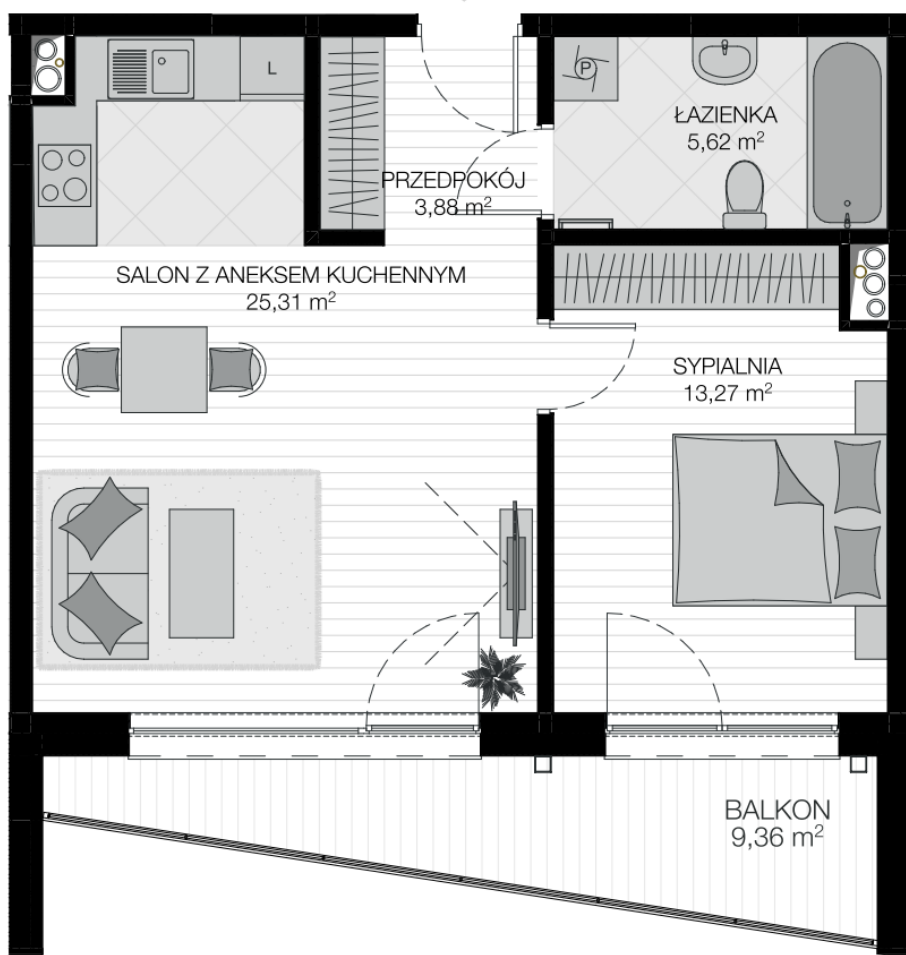 L
P
ŁAZIENKA
5,62 m²
PRZEDPOKÓJ
3,88 m²
SALON Z ANEKSEM KUCHENNYM
25,31 m²
SYPIALNIA
13,27 m²
BALKON
9,36 m²